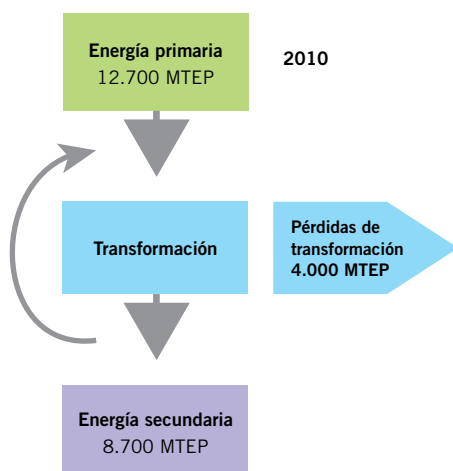 Energía primaria
12.700 MTEP
2010
Transformación
Pérdidas de
transformación
4.000 MTEP
Energía secundaria
8.700 MTEP